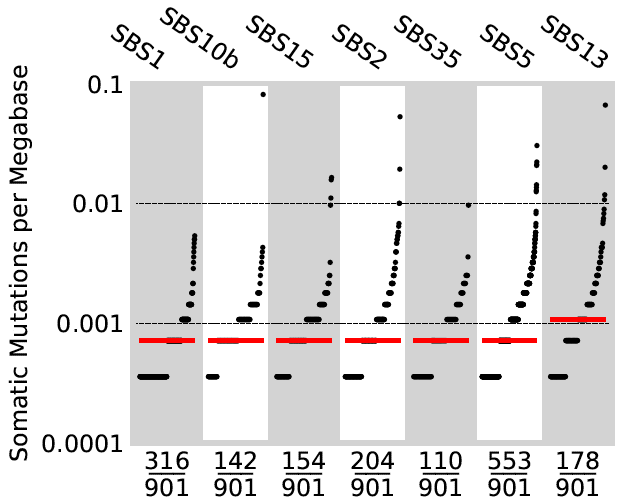 SBS1 SBS10b SBS15 SBS2 SBS35 SBS5 SBS13
Somatic Mutations per Megabase
0.1
0.01
0.001
0.0001
316 142 154 204 110 553 178
901 901 901 901 901 901 901